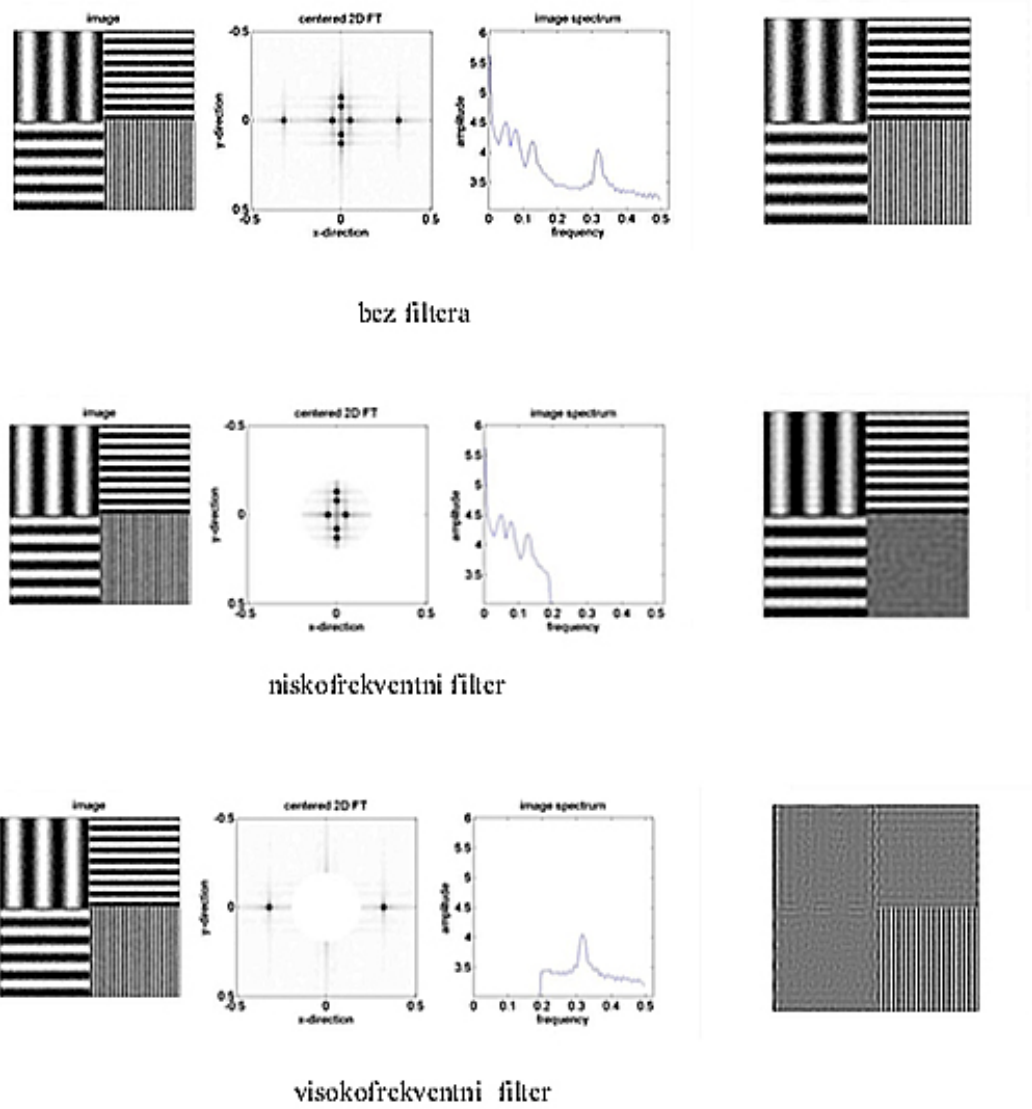 image centered 2D FT image spectrum
-0.5
y-direction
0
0.5
-0.5 0 0.5
x-direction
6
5.5
5
amplitude
4.5
4
3.5
0 0.1 0.2 0.3 0.4 0.5
frequency
bez filtera
image centered 2D FT image spectrum
-0.5
y-direction
0
0.5
-0.5 0 0.5
x-direction
6
5.5
5
amplitude
4.5
4
3.5
0 0.1 0.2 0.3 0.4 0.5
frequency
niskofrekventni filter
image centered 2D FT image spectrum
-0.5
y-direction
0
0.5
-0.5 0 0.5
x-direction
6
5.5
5
amplitude
4.5
4
3.5
0 0.1 0.2 0.3 0.4 0.5
frequency
visokofrekventni filter